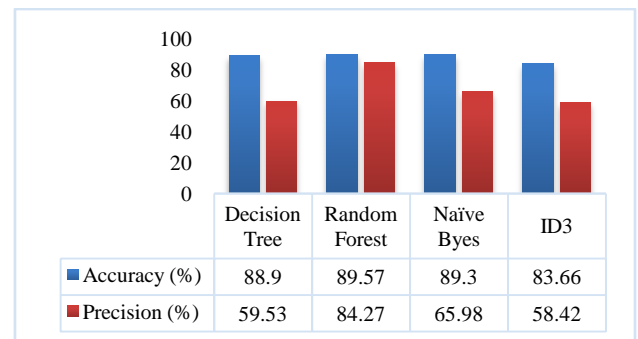 100
80
60
40
20
0
Decision Tree
Random Forest
Naïve Byes
ID3
Accuracy (%) 88.9 89.57 89.3 83.66
Precision (%) 59.53 84.27 65.98 58.42